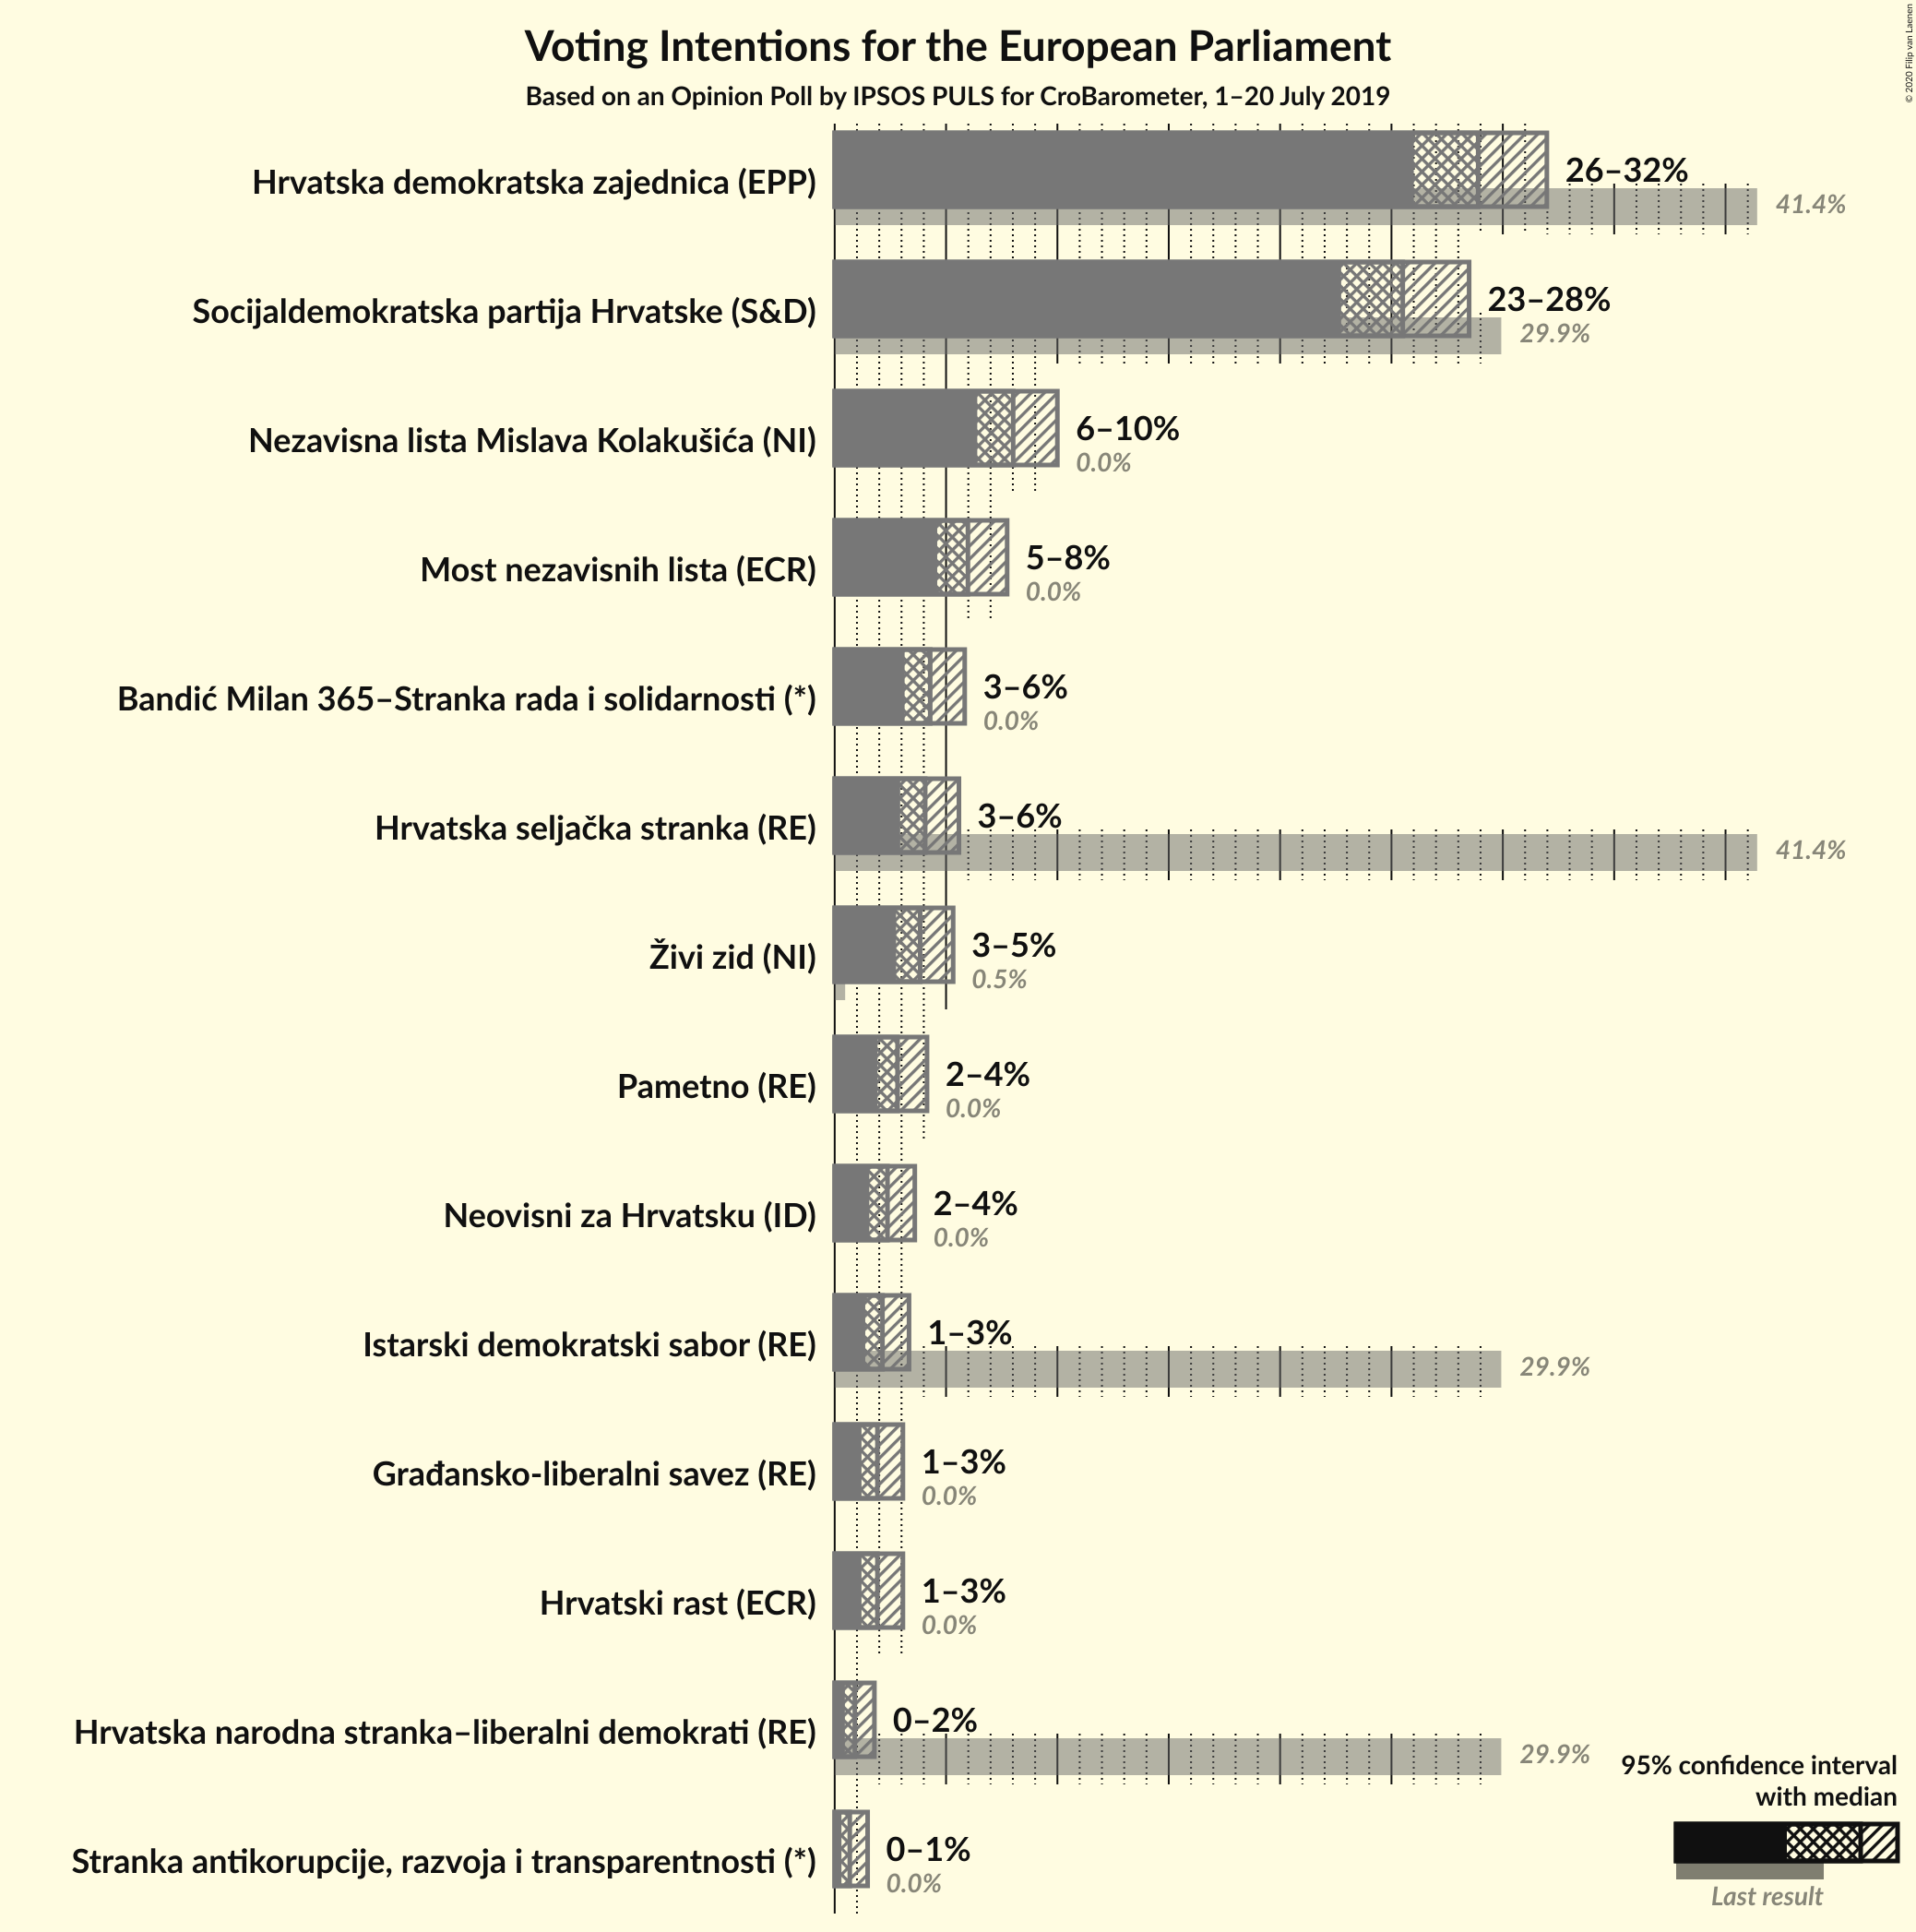 Voting Intentions for the European Parliament
Based on an Opinion Poll by IPSOS PULS for CroBarometer, 1–20 July 2019
© 2020 Filip van Laenen
Hrvatska demokratska zajednica (EPP)
26–32%
41.4%
Socijaldemokratska partija Hrvatske (S&D)
23–28%
29.9%
Nezavisna lista Mislava Kolakušića (NI)
6–10%
0.0%
Most nezavisnih lista (ECR)
5–8%
0.0%
Bandić Milan 365–Stranka rada i solidarnosti (*)
3–6%
0.0%
Hrvatska seljačka stranka (RE)
3–6%
41.4%
Živi zid (NI)
3–5%
0.5%
Pametno (RE)
2–4%
0.0%
Neovisni za Hrvatsku (ID)
2–4%
0.0%
Istarski demokratski sabor (RE)
1–3%
29.9%
Građansko-liberalni savez (RE)
1–3%
0.0%
Hrvatski rast (ECR)
1–3%
0.0%
Hrvatska narodna stranka–liberalni demokrati (RE)
0–2%
29.9%
Stranka antikorupcije, razvoja i transparentnosti (*)
0–1%
0.0%
95% confidence interval
with median
Last result